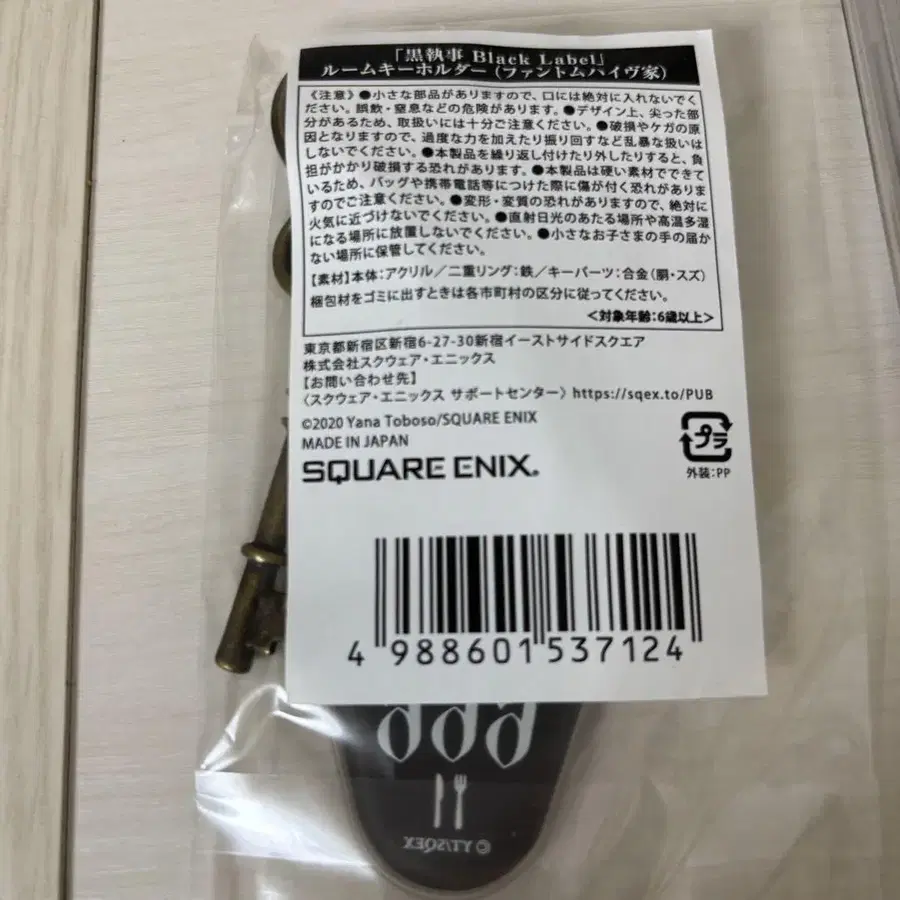 「黒執事 Black Label」
ルームキーホルダー（ファントムハイヴ家）
《注意》●小さな部品がありますので、口には絶対に入れないでく
ださい。誤飲・窒息などの危険があります。●デザイン上、尖った部
分があるため、取扱いには十分ご注意ください。●破損やケガの原
因となりますので、過度な力を加えたり振り回すなど乱暴な扱いは
しないでください。●本製品を繰り返し付けたり外したりすると、負
担がかかり破損する恐れがあります。●本製品は硬い素材でできて
いるため、バッグや携帯電話等につけた際に傷が付く恐れがありま
すのでご注意ください。●変形・変質の恐れがありますので、絶対に
火気に近づけないでください。●直射日光のあたる場所や高温多湿
になる場所に放置しないでください。●小さなお子さまの手の届か
ない場所に保管してください。
【素材】本体：アクリル／二重リング：鉄／キーパーツ：合金（胴・スズ）
梱包材をゴミに出すときは各市町村の区分に従ってください。
＜対象年齢：6歳以上＞
東京都新宿区新宿6-27-30新宿イーストサイドスクエア
株式会社スクウェア・エニックス
【お問い合わせ先】
〈スクウェア・エニックス サポートセンター〉https://sqex.to/PUB
©2020 Yana Toboso/SQUARE ENIX
MADE IN JAPAN
SQUARE ENIX.
プラ
外装：PP
4 988601 537124
© YT/SQEX